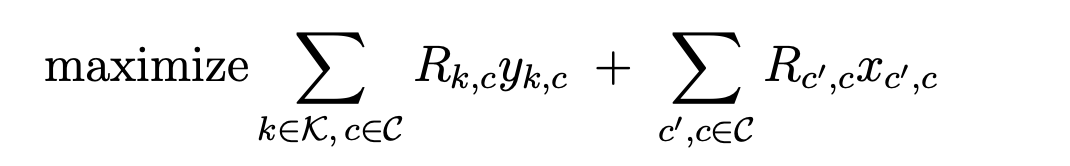 maximize ∑_{k∈𝒦, c∈𝒞} R_{k,c} y_{k,c} + ∑_{c′,c∈𝒞} R_{c′,c} x_{c′,c}